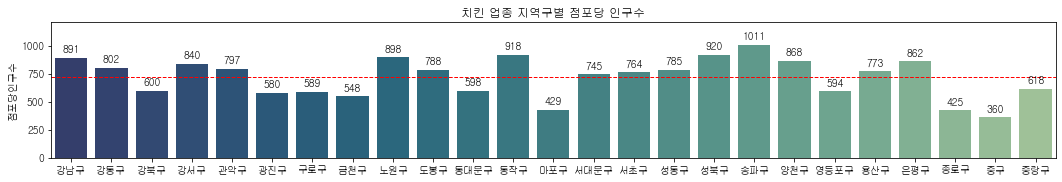 치킨 업종 지역구별 점포당 인구수
점포당인구수
1000
750
500
250
0
891 802 600 840 797 580 589 548 898 788 598 918 429 745 764 785 920 1011 868 594 773 862 425 360 618
강남구 강동구 강북구 강서구 관악구 광진구 구로구 금천구 노원구 도봉구 동대문구 동작구 마포구 서대문구 서초구 성동구 성북구 송파구 양천구 영등포구 용산구 은평구 종로구 중구 중랑구